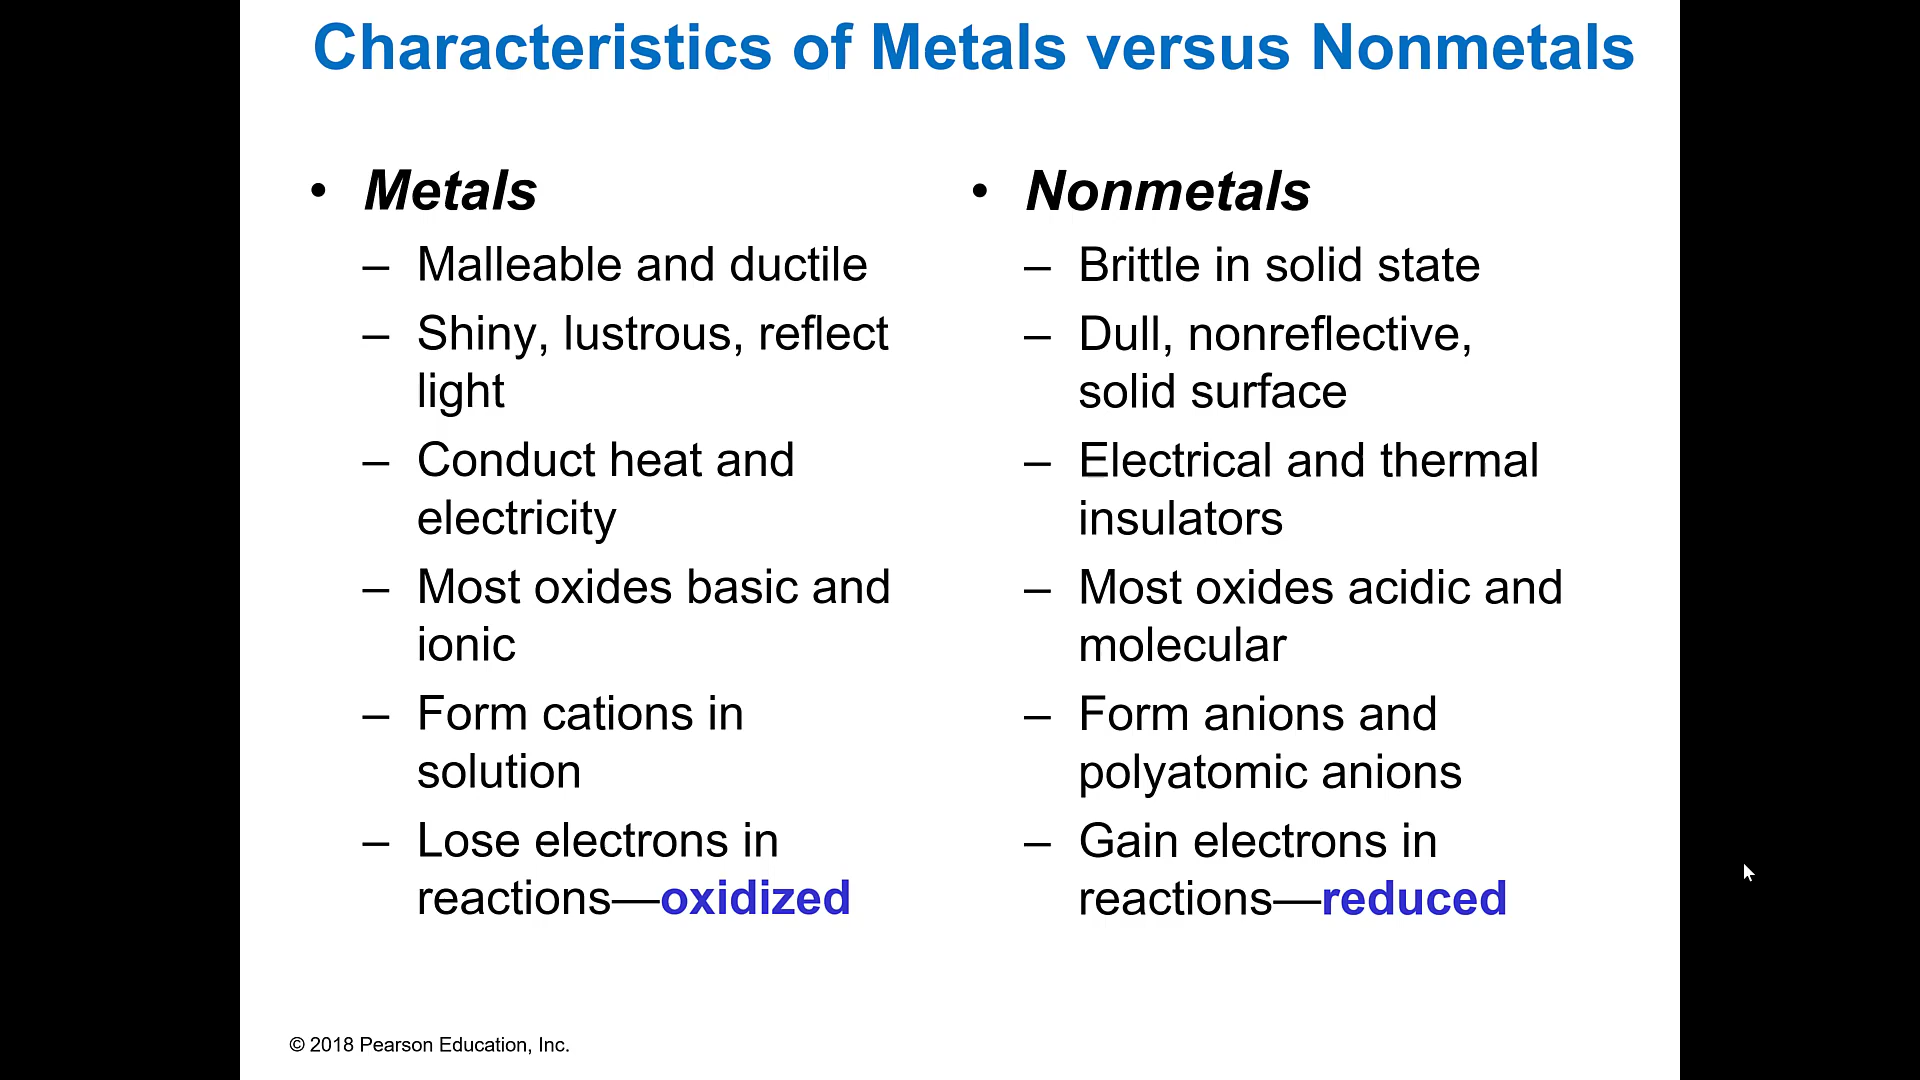 Characteristics of Metals versus Nonmetals
• Metals
– Malleable and ductile
– Shiny, lustrous, reflect
light
– Conduct heat and
electricity
– Most oxides basic and
ionic
– Form cations in
solution
– Lose electrons in
reactions—oxidized
• Nonmetals
– Brittle in solid state
– Dull, nonreflective,
solid surface
– Electrical and thermal
insulators
– Most oxides acidic and
molecular
– Form anions and
polyatomic anions
– Gain electrons in
reactions—reduced
© 2018 Pearson Education, Inc.